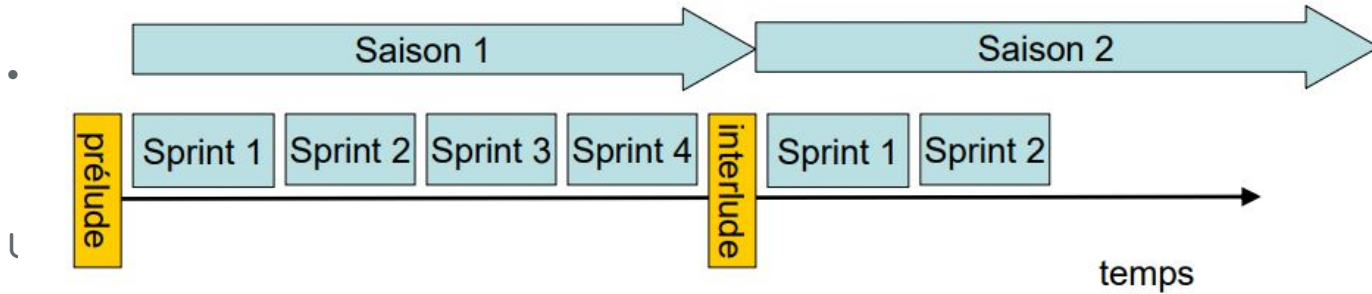 Saison 1
Saison 2
prélude
Sprint 1
Sprint 2
Sprint 3
Sprint 4
interlude
Sprint 1
Sprint 2
temps